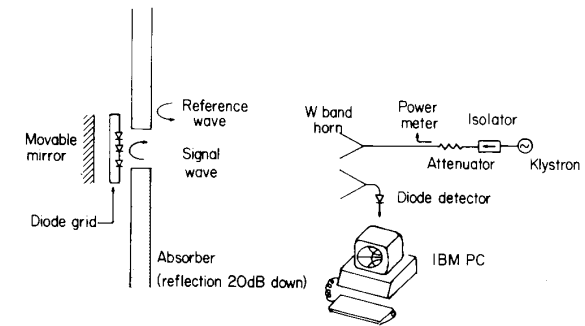 Reference
wave
Movable
mirror
Signal
wave
Diode grid
Absorber
(reflection 20dB down)
W band
horn
Power
meter
Isolator
Attenuator
Klystron
Diode detector
IBM PC